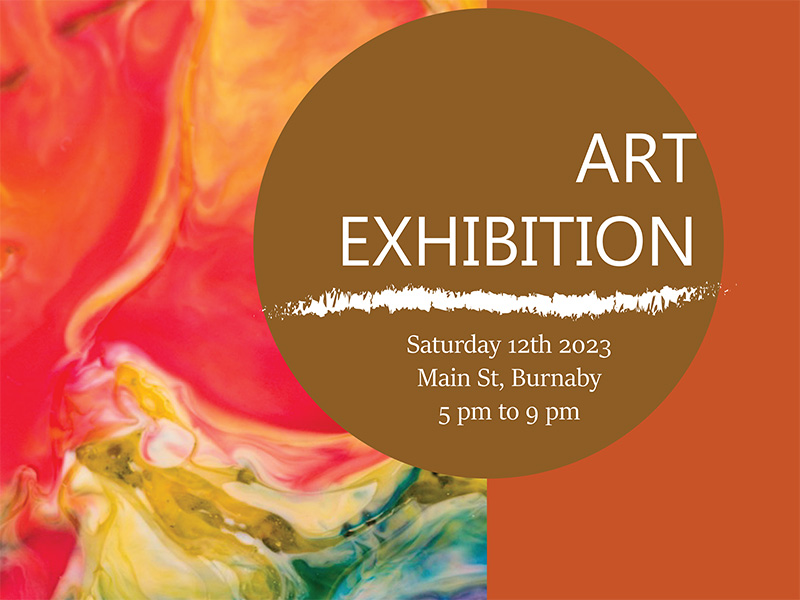 ART
EXHIBITION
Saturday 12th 2023
Main St, Burnaby
5 pm to 9 pm